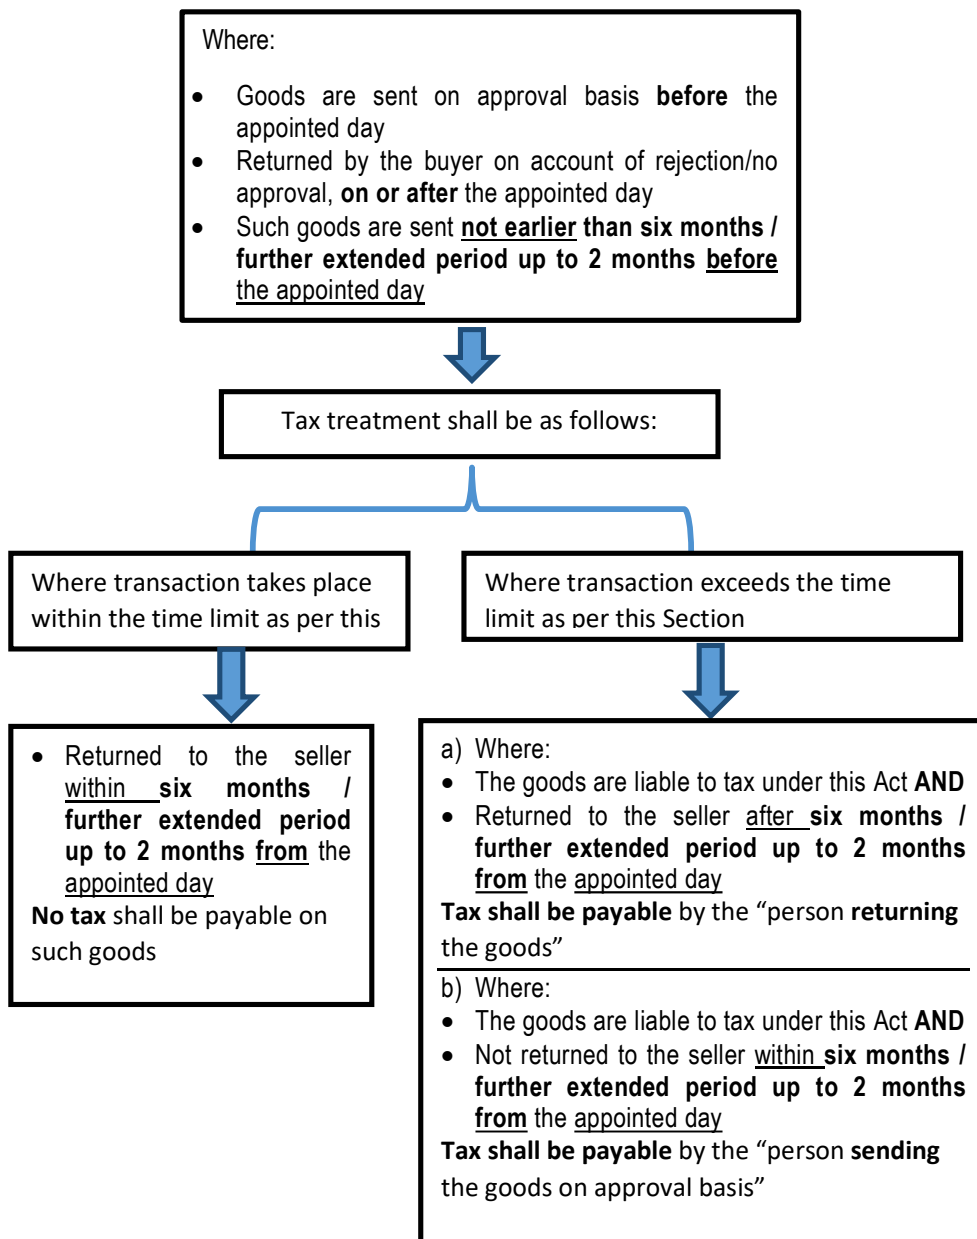 Where:
• Goods are sent on approval basis before the
appointed day
• Returned by the buyer on account of rejection/no
approval, on or after the appointed day
• Such goods are sent not earlier than six months /
further extended period up to 2 months before
the appointed day
Tax treatment shall be as follows:
Where transaction takes place
within the time limit as per this
Where transaction exceeds the time
limit as per this Section
• Returned to the seller
within six months /
further extended period
up to 2 months from the
appointed day
No tax shall be payable on
such goods
a) Where:
• The goods are liable to tax under this Act AND
• Returned to the seller after six months /
further extended period up to 2 months
from the appointed day
Tax shall be payable by the “person returning
the goods”
b) Where:
• The goods are liable to tax under this Act AND
• Not returned to the seller within six months /
further extended period up to 2 months
from the appointed day
Tax shall be payable by the “person sending
the goods on approval basis”